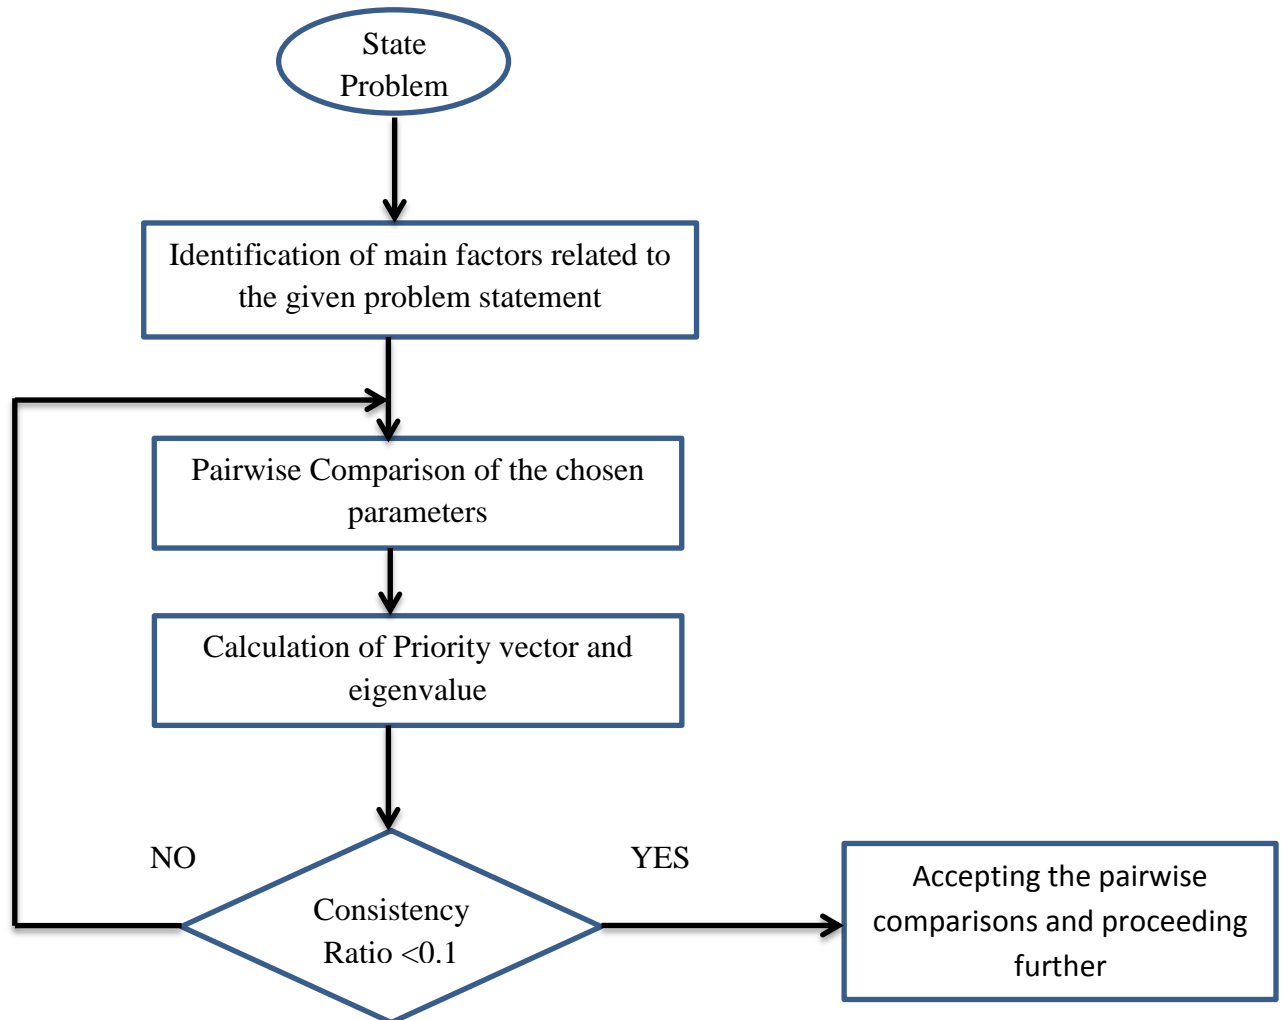 State
Problem
Identification of main factors related to
the given problem statement
Pairwise Comparison of the chosen
parameters
Calculation of Priority vector and
eigenvalue
NO
YES
Consistency
Ratio <0.1
Accepting the pairwise
comparisons and proceeding
further